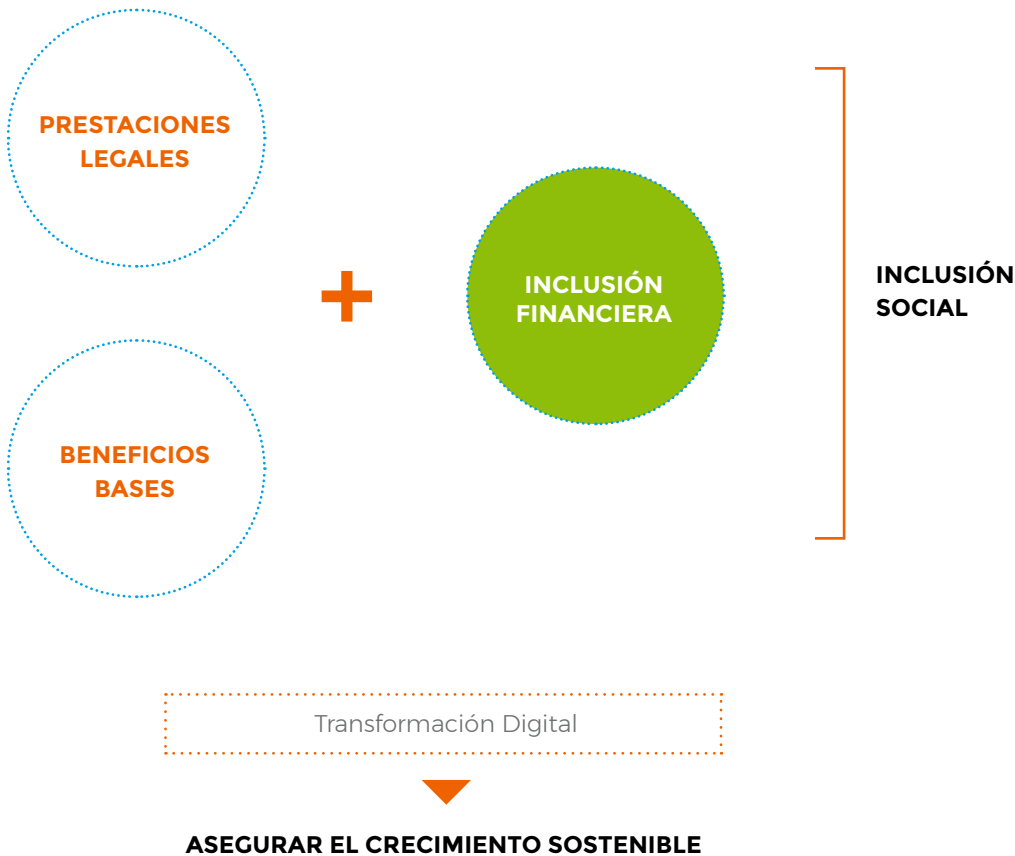 PRESTACIONES
LEGALES
BENEFICIOS
BASES
+
INCLUSIÓN
FINANCIERA
INCLUSIÓN
SOCIAL
Transformación Digital
ASEGURAR EL CRECIMIENTO SOSTENIBLE